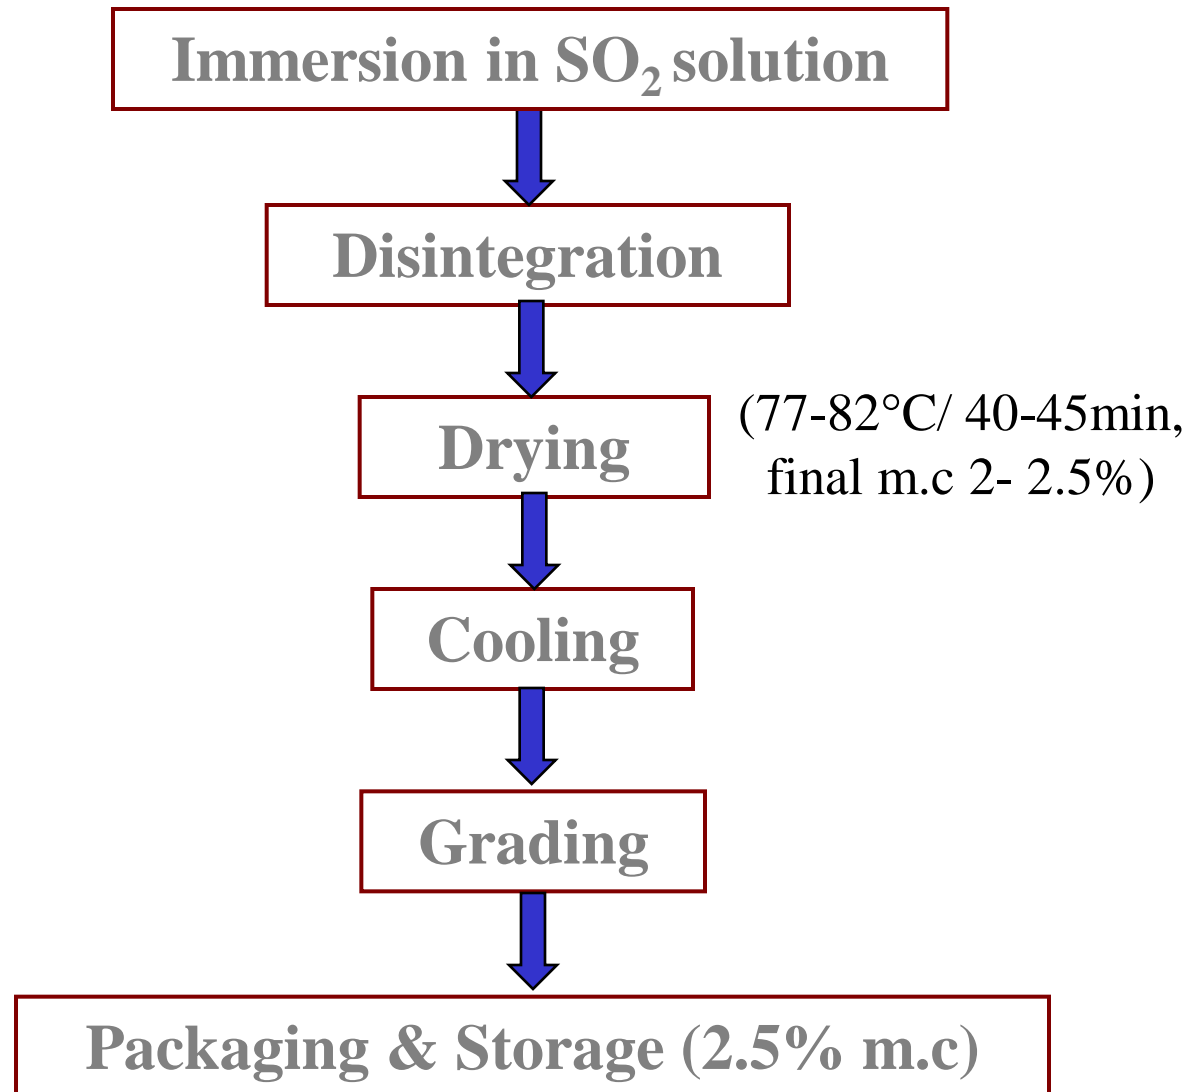 Immersion in SO₂ solution
Disintegration
Drying
(77-82°C/ 40-45min,
final m.c 2- 2.5%)
Cooling
Grading
Packaging & Storage (2.5% m.c)